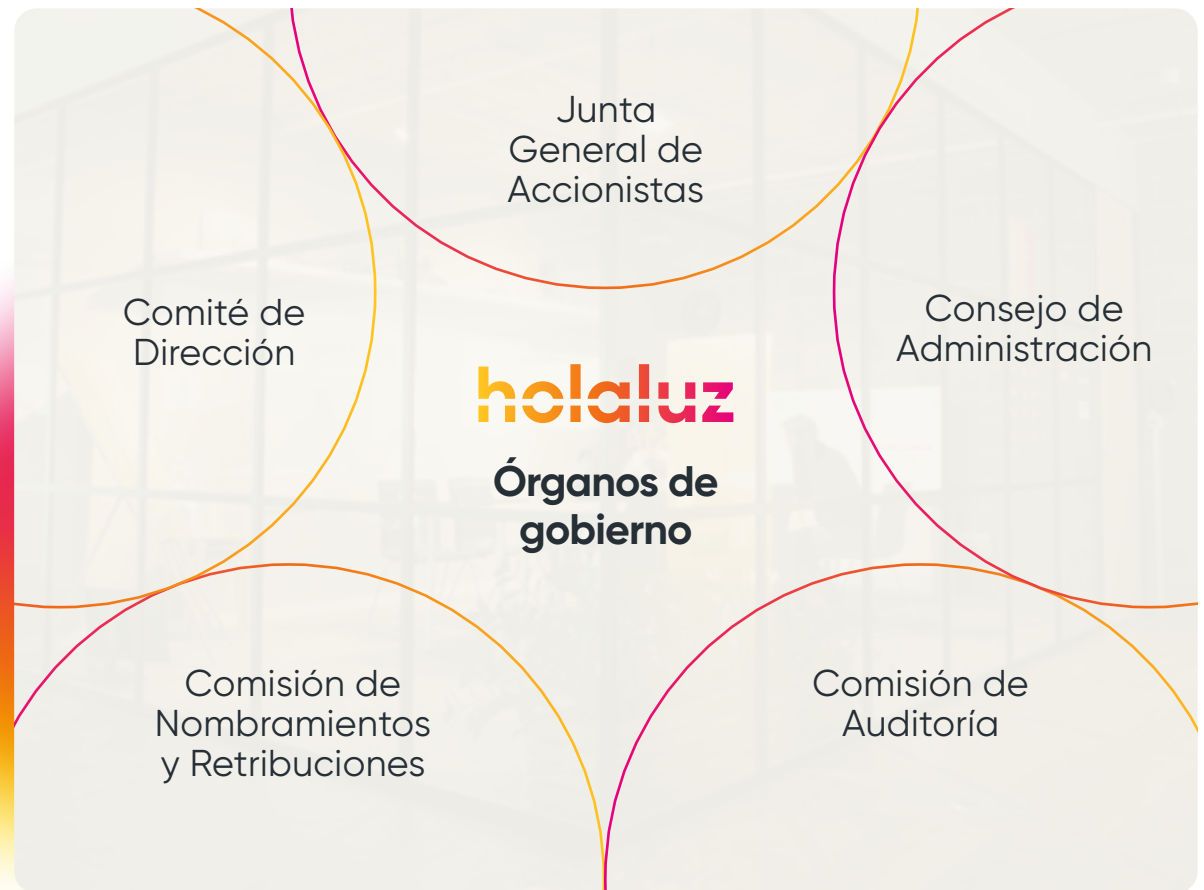 Junta
General de
Accionistas
Comité de
Dirección
Consejo de
Administración
holaluz
Órganos de
gobierno
Comisión de
Nombramientos
y Retribuciones
Comisión de
Auditoría